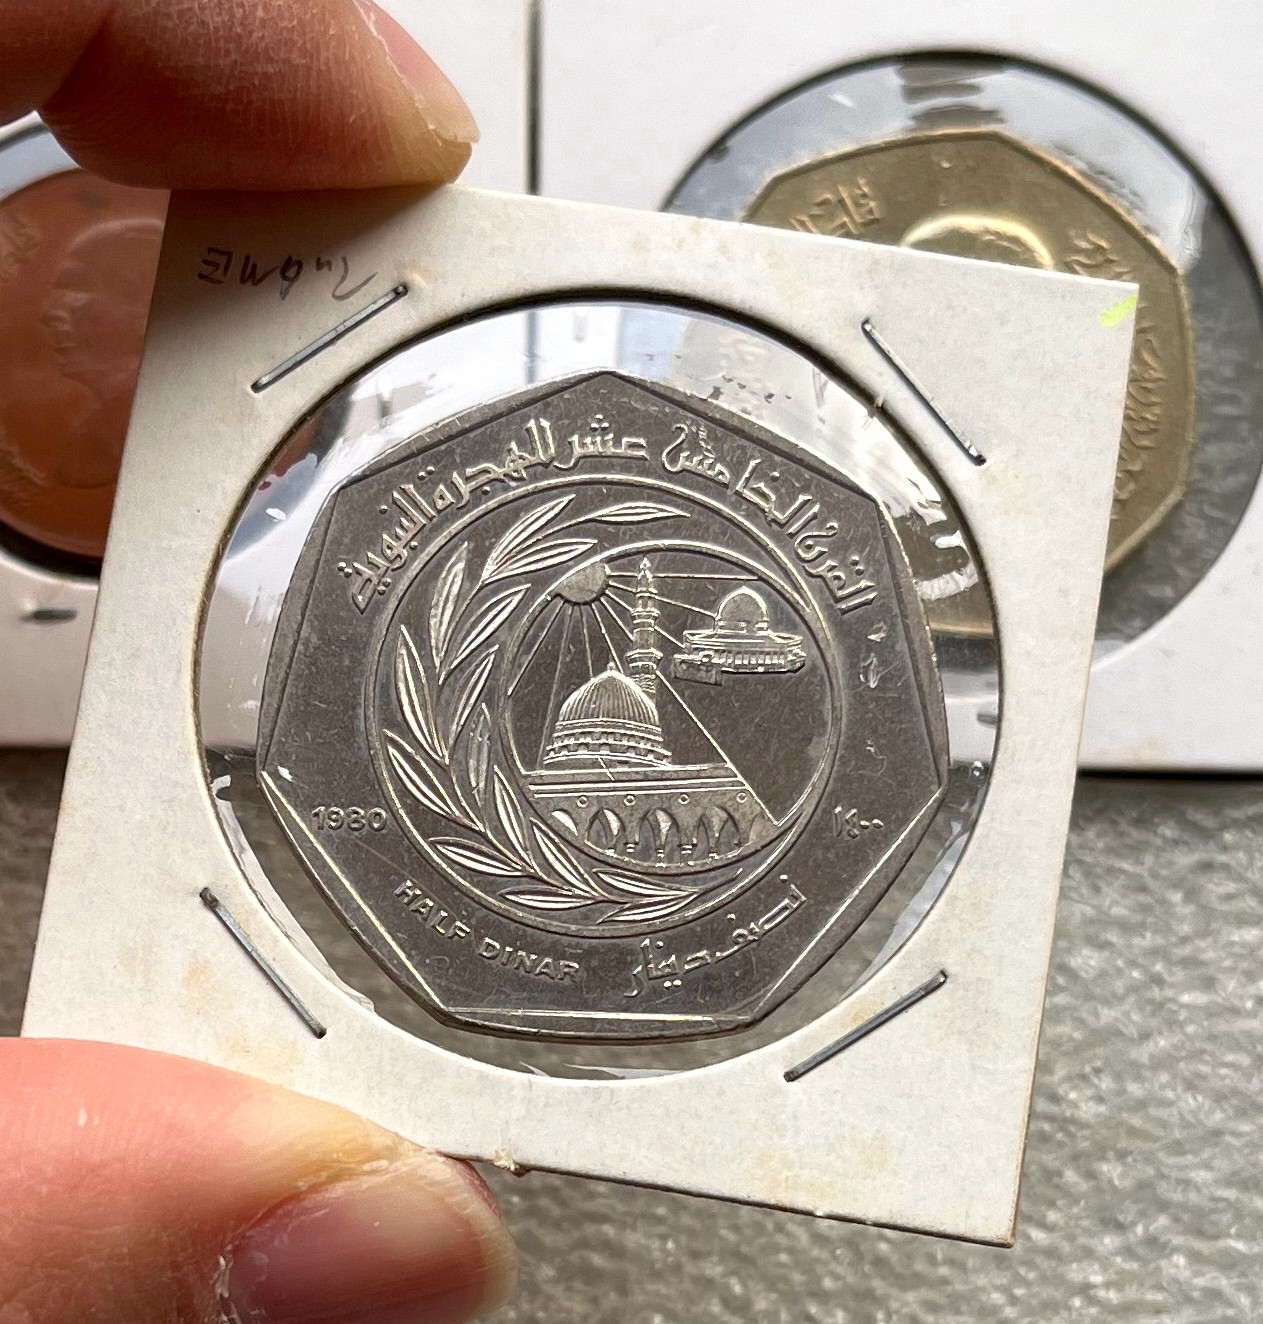 القرن الخامس عشر للهجرة النبوية
1980
١٤٠٠
HALF DINAR
نصف دينار